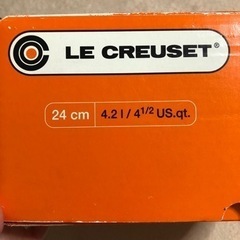 LE CREUSET®
24 cm 4.2 l / 4 1/2 US.qt.